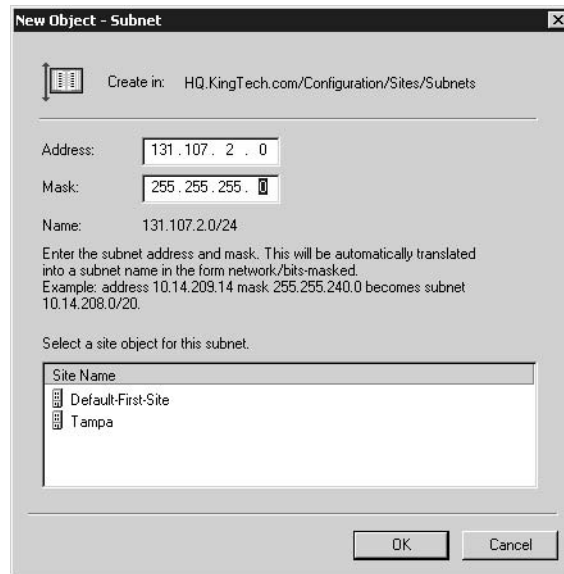 New Object - Subnet
Create in: HQ.KingTech.com/Configuration/Sites/Subnets
Address: 131 . 107 . 2 . 0
Mask: 255 . 255 . 255 . 0
Name: 131.107.2.0/24
Enter the subnet address and mask. This will be automatically translated
into a subnet name in the form network/bits-masked.
Example: address 10.14.209.14 mask 255.255.240.0 becomes subnet
10.14.208.0/20.
Select a site object for this subnet.
Site Name
Default-First-Site
Tampa
OK Cancel